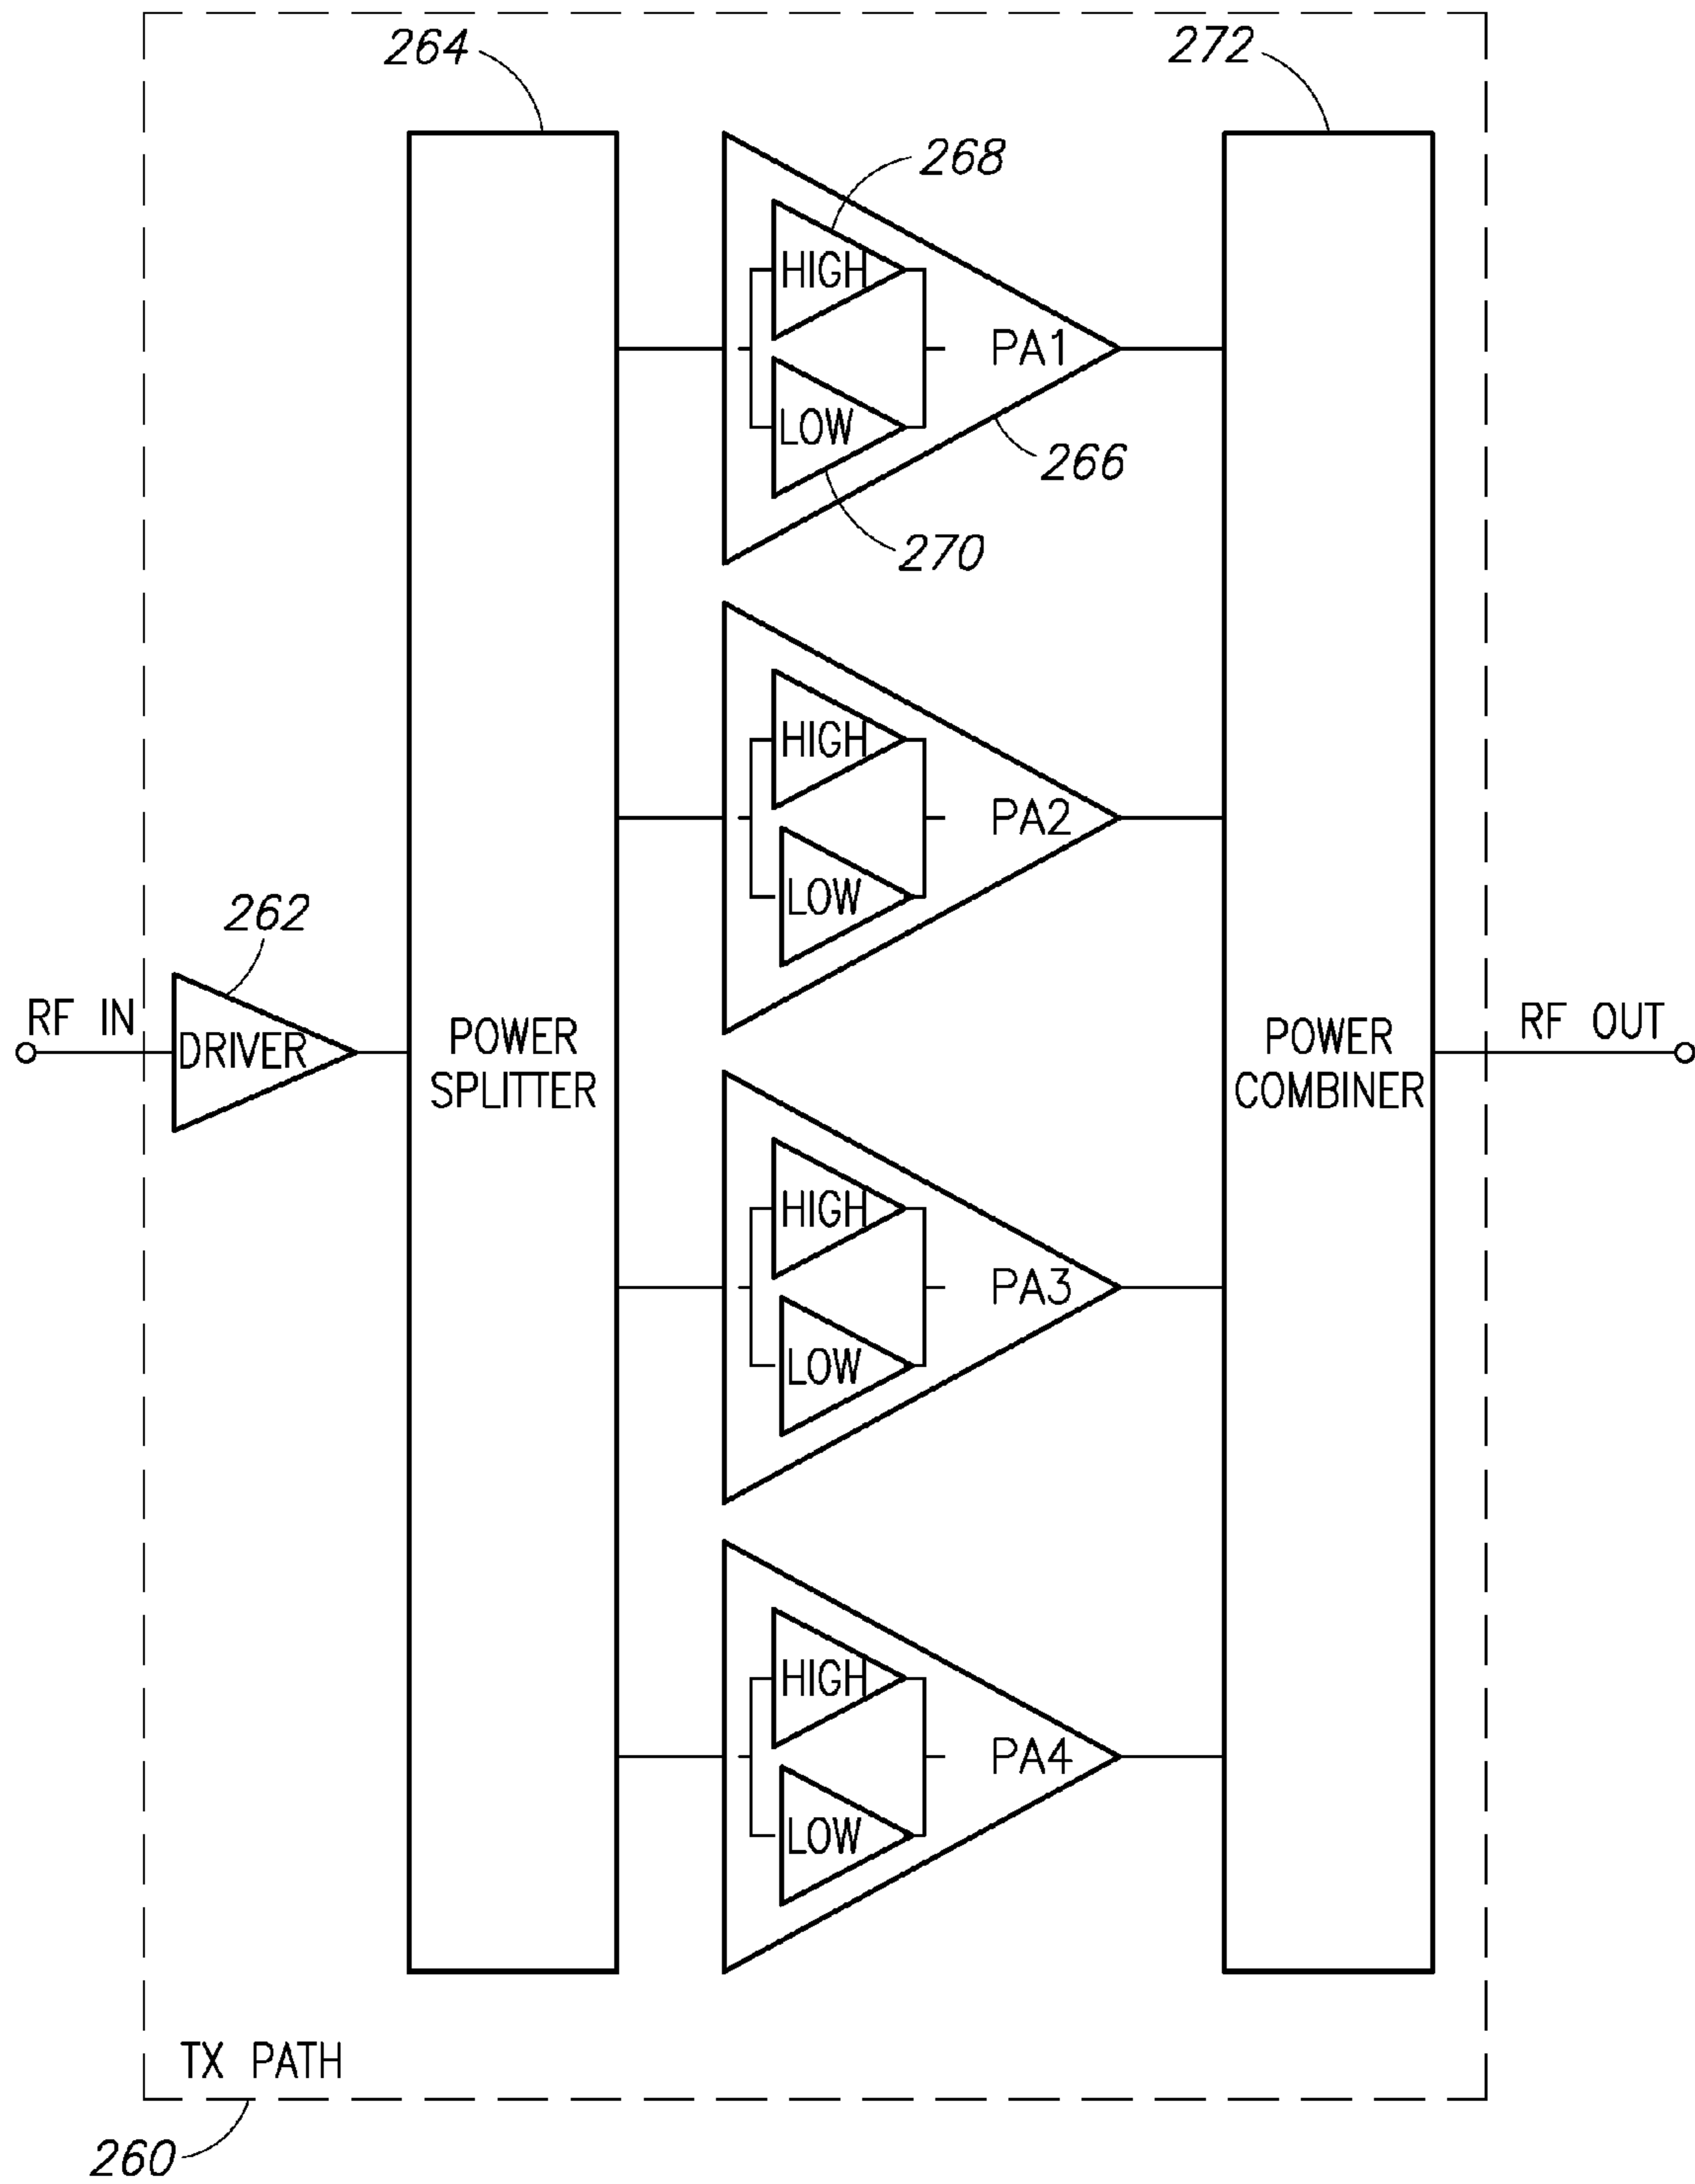 264
272
268
HIGH
PA1
LOW
266
270
HIGH
PA2
LOW
262
RF IN
DRIVER
POWER
SPLITTER
POWER
COMBINER
RF OUT
HIGH
PA3
LOW
HIGH
PA4
LOW
TX PATH
260